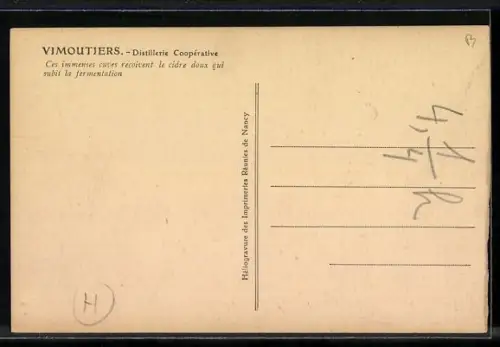 VIMOUTIERS. - Distillerie Coopérative
Ces immenses cuves reçoivent le cidre doux qui
subit la fermentation
Héliogravure des Imprimeries Réunies de Nancy
H
B